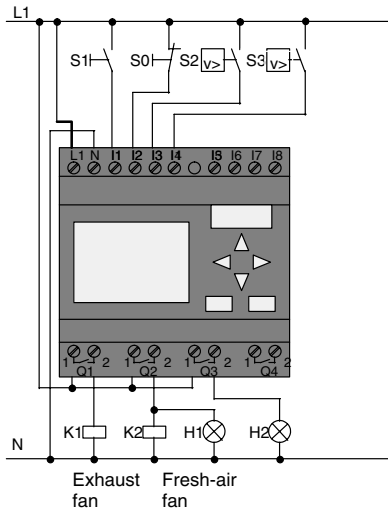 L1
S1 S0 S2 v> S3 v>
L1 N I1 I2 I3 I4 I5 I6 I7 I8
1 2 1 2 1 2 1 2
Q1 Q2 Q3 Q4
K1 K2 H1 H2
N
Exhaust Fresh-air
fan fan